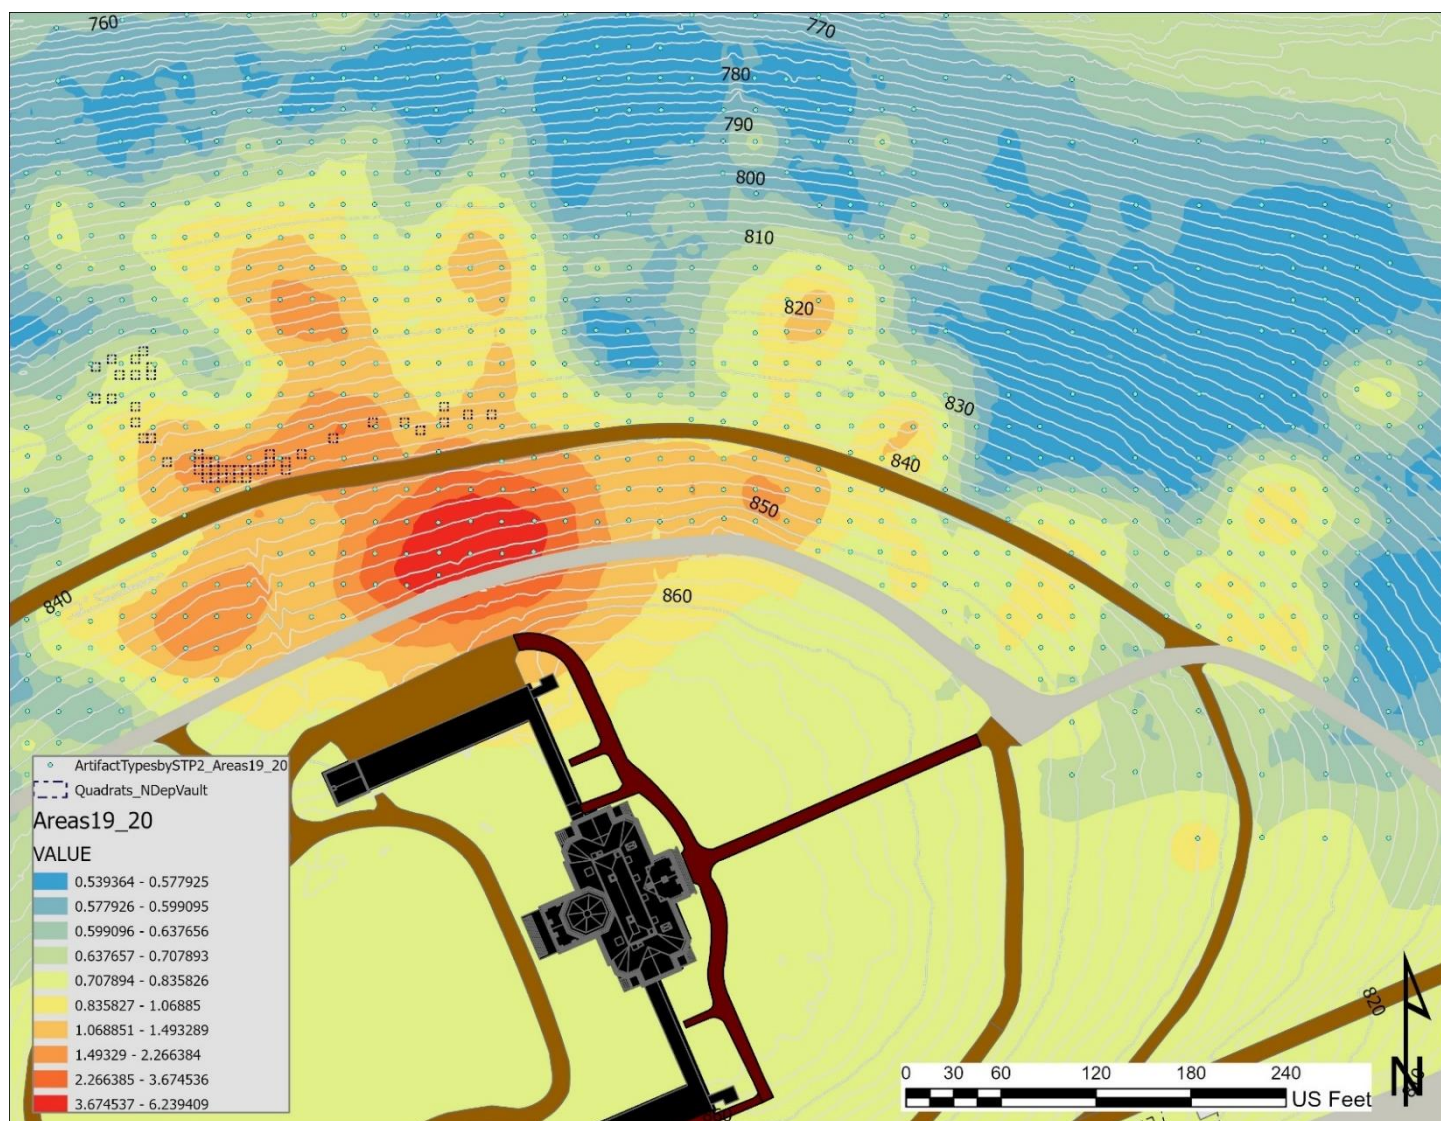 760
770
780
790
800
810
820
830
840
850
840
860
ArtifactTypesbySTP2_Areas19_20
Quadrats_NDepVault
Areas19_20
VALUE
0.539364 - 0.577925
0.577926 - 0.599095
0.599096 - 0.637656
0.637657 - 0.707893
0.707894 - 0.835826
0.835827 - 1.06885
1.068851 - 1.493289
1.49329 - 2.266384
2.266385 - 3.674536
3.674537 - 6.239409
820
0 30 60 120 180 240
US Feet
N